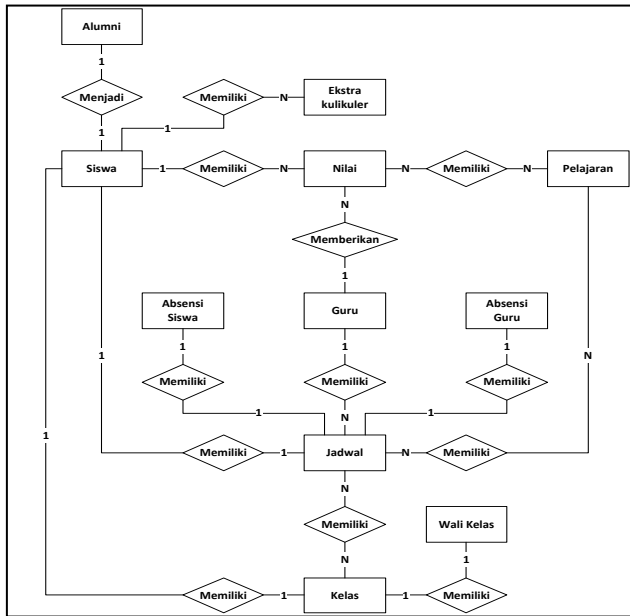 Alumni
1
Menjadi
1
Memiliki
N
Ekstra
kulikuler
1
Siswa
1
Memiliki
N
Nilai
N
Memiliki
N
Pelajaran
N
Memberikan
1
Absensi
Siswa
Guru
Absensi
Guru
1
1
1
1
N
Memiliki
Memiliki
Memiliki
1
N
1
1
Memiliki
1
Jadwal
N
Memiliki
N
Memiliki
N
Wali Kelas
1
1
Memiliki
1
Kelas
1
Memiliki